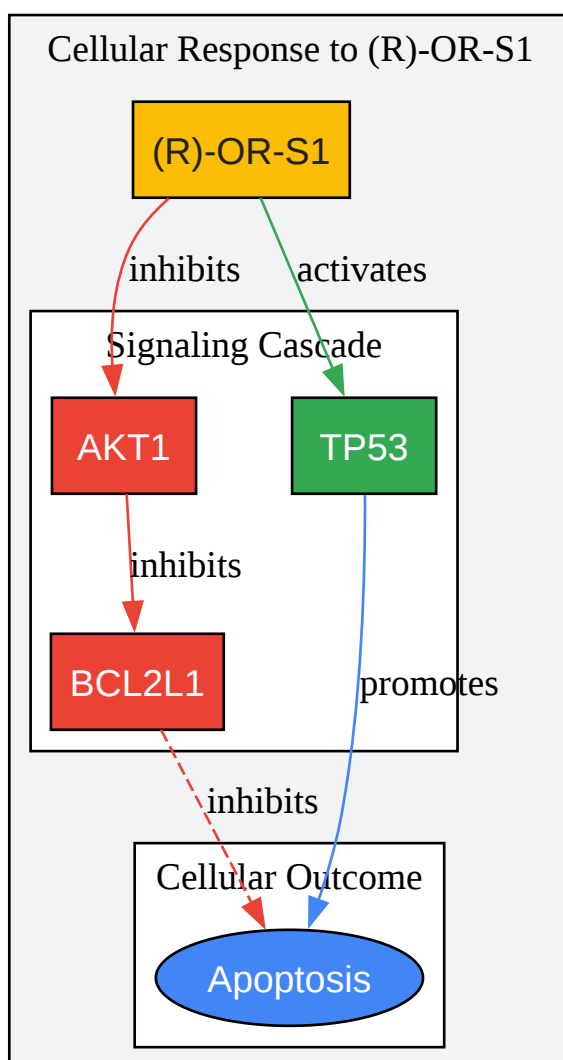 Cellular Response to (R)-OR-S1
(R)-OR-S1
inhibits
activates
Signaling Cascade
AKT1
TP53
inhibits
BCL2L1
promotes
inhibits
Cellular Outcome
Apoptosis